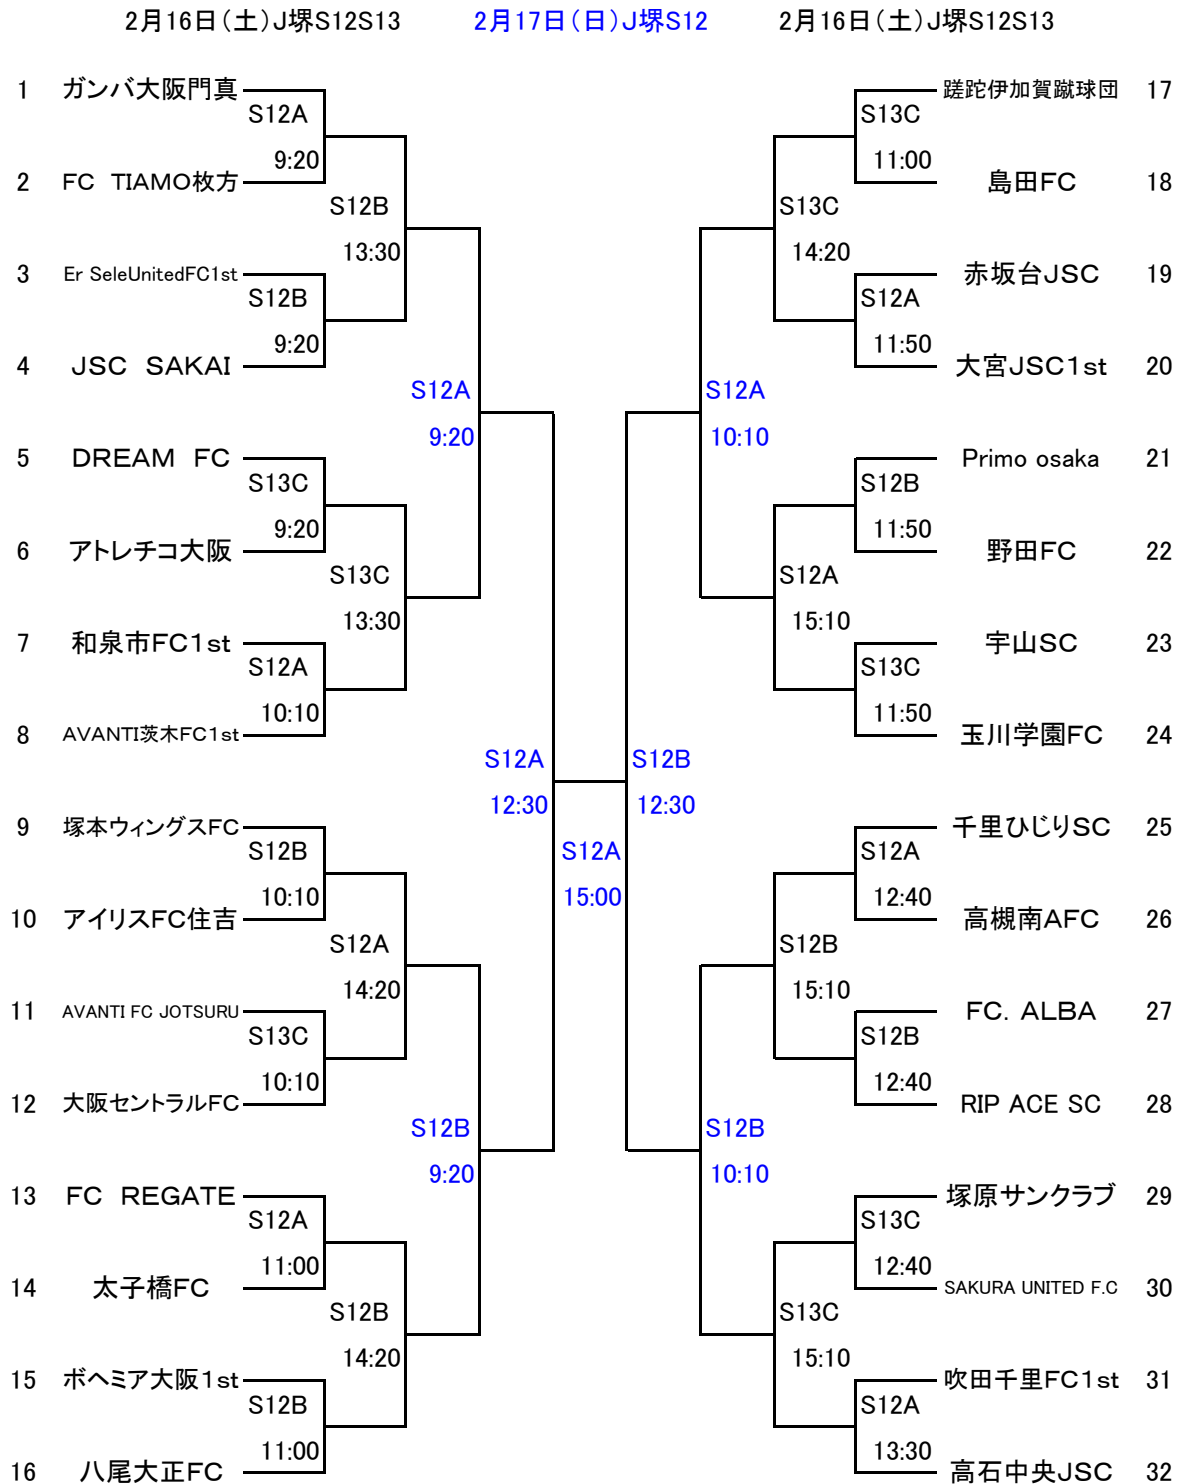 2月16日(土)J堺S12S13 2月17日(日)J堺S12 2月16日(土)J堺S12S13
1 ガンバ大阪門真 蹉跎伊加賀蹴球団 17
S12A S13C
9:20 11:00
2 FC TIAMO枚方 島田FC 18
S12B S13C
13:30 14:20
3 Er SeleUnitedFC1st 赤坂台JSC 19
S12B S12A
9:20 11:50
4 JSC SAKAI 大宮JSC1st 20
S12A S12A
9:20 10:10
5 DREAM FC Primo osaka 21
S13C S12B
9:20 11:50
6 アトレチコ大阪 野田FC 22
S13C S12A
13:30 15:10
7 和泉市FC1st 宇山SC 23
S12A S13C
10:10 11:50
8 AVANTI茨木FC1st 玉川学園FC 24
S12A S12B
12:30 12:30
9 塚本ウィングスFC 千里ひじりSC 25
S12B S12A S12A
10:10 15:00 12:40
10 アイリスFC住吉 高槻南AFC 26
S12A S12B
14:20 15:10
11 AVANTI FC JOTSURU FC. ALBA 27
S13C S12B
10:10 12:40
12 大阪セントラルFC RIP ACE SC 28
S12B S12B
9:20 10:10
13 FC REGATE 塚原サンクラブ 29
S12A S13C
11:00 12:40
14 太子橋FC SAKURA UNITED F.C 30
S12B S13C
14:20 15:10
15 ボヘミア大阪1st 吹田千里FC1st 31
S12B S12A
11:00 13:30
16 八尾大正FC 高石中央JSC 32